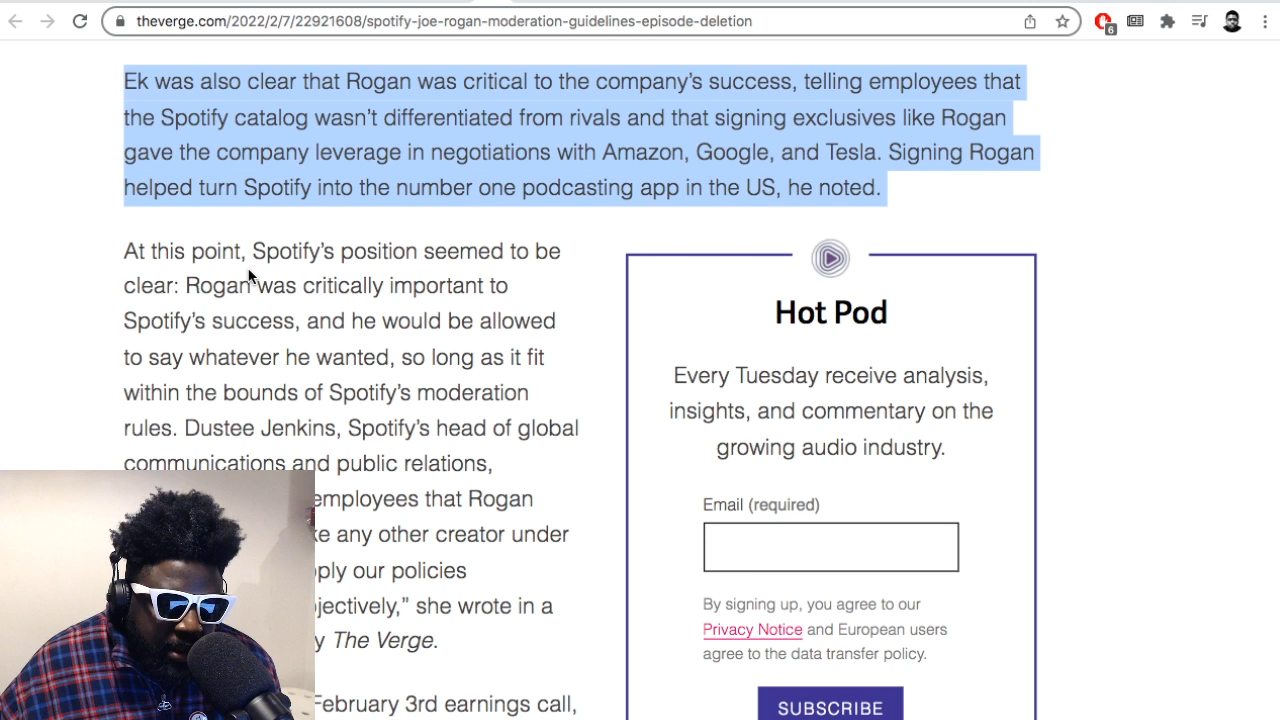 theverge.com/2022/2/7/22921608/spotify-joe-rogan-moderation-guidelines-episode-deletion
6
Ek was also clear that Rogan was critical to the company’s success, telling employees that
the Spotify catalog wasn’t differentiated from rivals and that signing exclusives like Rogan
gave the company leverage in negotiations with Amazon, Google, and Tesla. Signing Rogan
helped turn Spotify into the number one podcasting app in the US, he noted.
At this point, Spotify’s position seemed to be
clear: Rogan was critically important to
Spotify’s success, and he would be allowed
to say whatever he wanted, so long as it fit
within the bounds of Spotify’s moderation
rules. Dustee Jenkins, Spotify’s head of global
communications and public relations,
employees that Rogan
any other creator under
our policies
she wrote in a
The Verge.
February 3rd earnings call,
Hot Pod
Every Tuesday receive analysis,
insights, and commentary on the
growing audio industry.
Email (required)
By signing up, you agree to our
Privacy Notice and European users
agree to the data transfer policy.
SUBSCRIBE